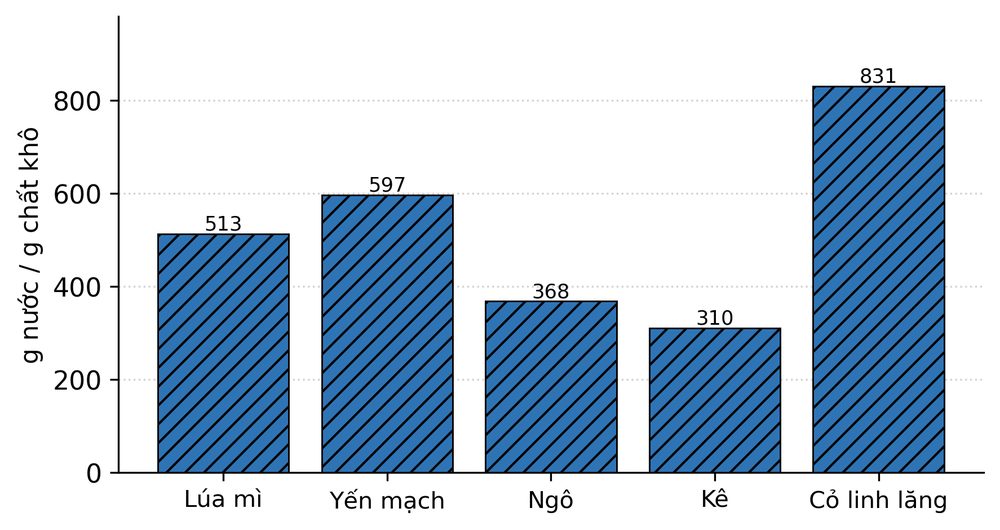 g nước / g chất khô
800
600
400
200
0
513
597
368
310
831
Lúa mì
Yến mạch
Ngô
Kê
Cỏ linh lăng